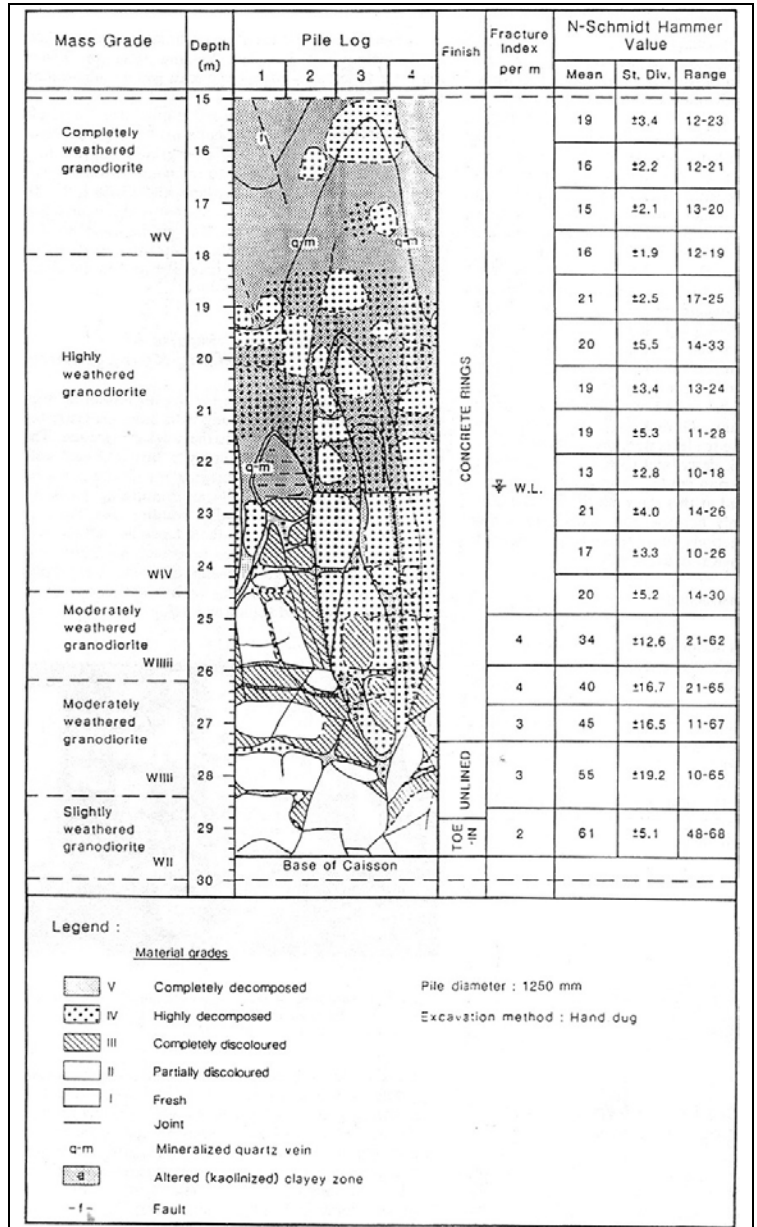 Mass Grade
Depth
(m)
Pile Log
1 2 3 4
Finish
Fracture
Index
per m
N-Schmidt Hammer
Value
Mean St. Div. Range
15
Completely
weathered
granodiorite
WV
16
17
18
f
q-m
q-m
19 ±3.4 12-23
16 ±2.2 12-21
15 ±2.1 13-20
16 ±1.9 12-19
Highly
weathered
granodiorite
WIV
19
20
21
22
23
24
q-m
CONCRETE RINGS
W.L.
21 ±2.5 17-25
20 ±5.5 14-33
19 ±3.4 13-24
19 ±5.3 11-28
13 ±2.8 10-18
21 ±4.0 14-26
17 ±3.3 10-26
20 ±5.2 14-30
Moderately
weathered
granodiorite
WIIIii
25
26
4 34 ±12.6 21-62
4 40 ±16.7 21-65
Moderately
weathered
granodiorite
WIIIi
27
28
3 45 ±16.5 11-67
UNLINED
3 55 ±19.2 10-65
Slightly
weathered
granodiorite
WII
29
30
TOE
-IN
2 61 ±5.1 48-68
Base of Caisson
Legend :
Material grades
V Completely decomposed
Pile diameter : 1250 mm
IV Highly decomposed
Excavation method : Hand dug
III Completely discoloured
II Partially discoloured
I Fresh
Joint
q-m Mineralized quartz vein
a Altered (kaolinized) clayey zone
-f- Fault